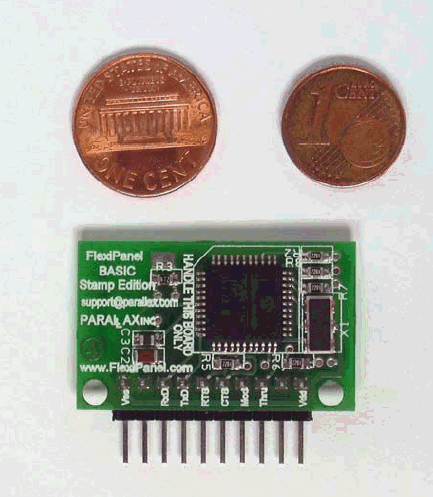 UNITED STATES OF AMERICA
ONE CENT
1
CENT
FlexiPanel
BASIC
Stamp Edition
support@parallax.com
PARALLAX INC
www.FlexiPanel.com
HANDLE THIS BOARD
ONLY
R3
C3
C2
R5
R6
R7
X1
Vss
RxD
TxD
RTS
CTS
Mod
Thru
Vdd